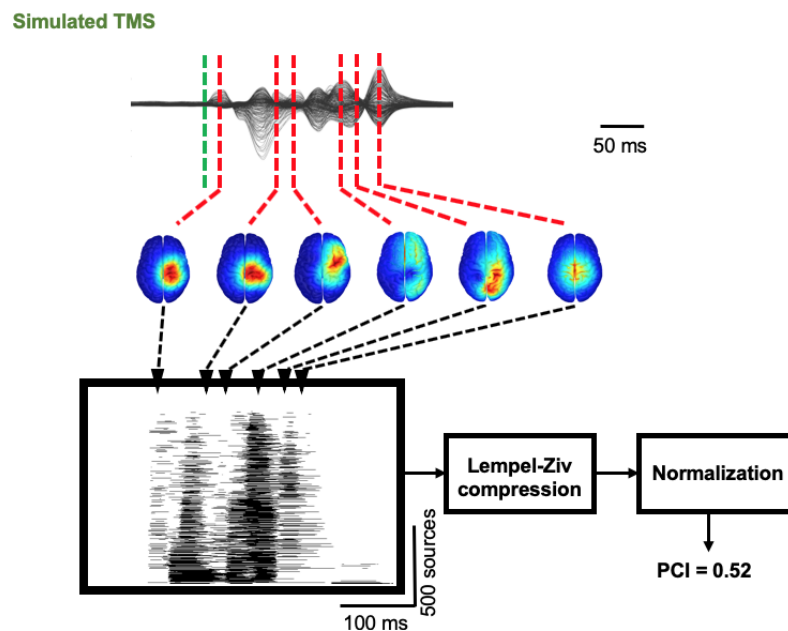 Simulated TMS
50 ms
Lempel-Ziv
compression
Normalization
500 sources
PCI = 0.52
100 ms